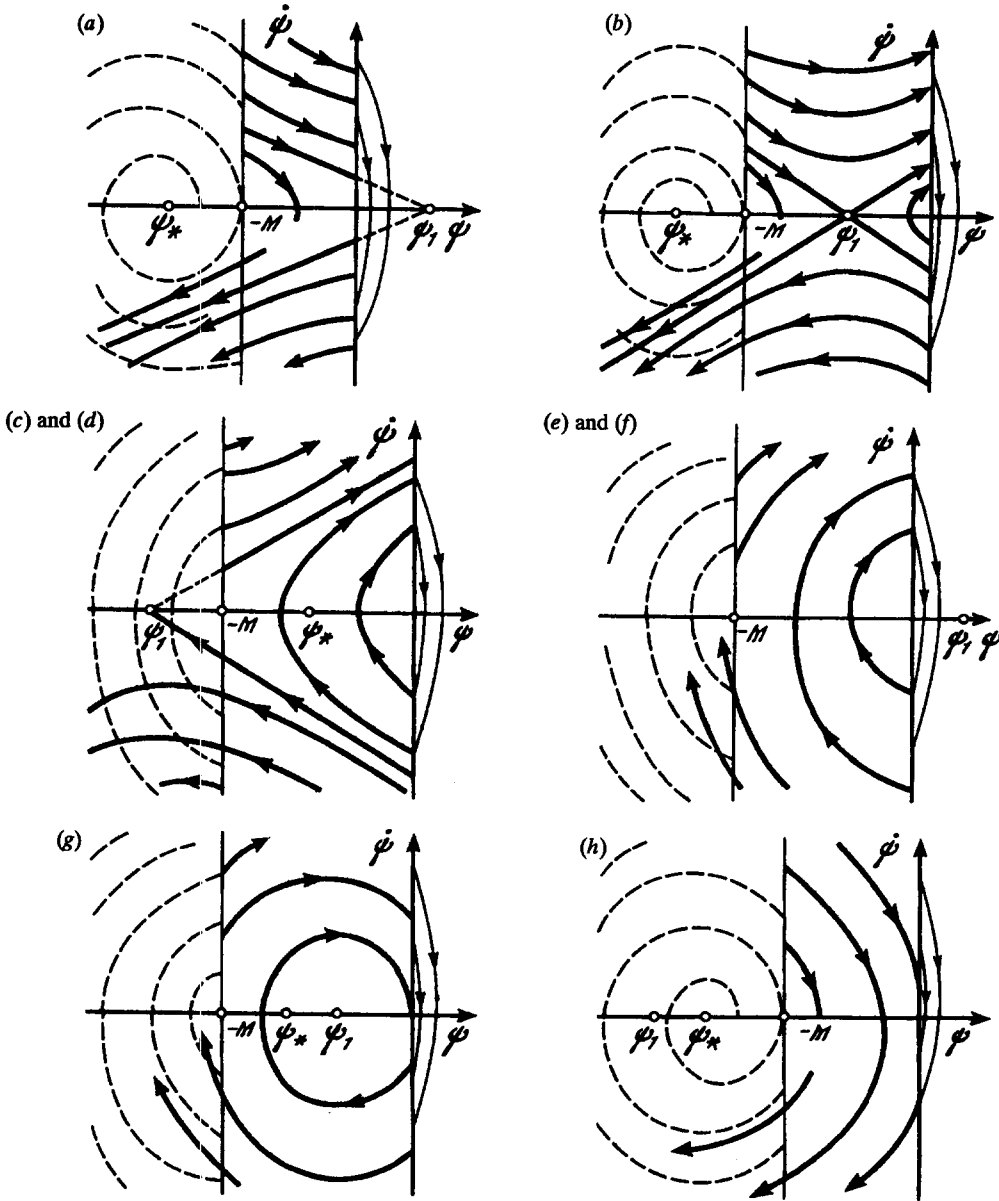 (a)
ψ̇
ψ* -M ψ₁ ψ
(b)
ψ̇
ψ* -M ψ₁ ψ
(c) and (d)
ψ̇
ψ₁ -M ψ* ψ
(e) and (f)
ψ̇
-M ψ₁ ψ
(g)
ψ̇
-M ψ* ψ₁ ψ
(h)
ψ̇
ψ₁ ψ* -M ψ